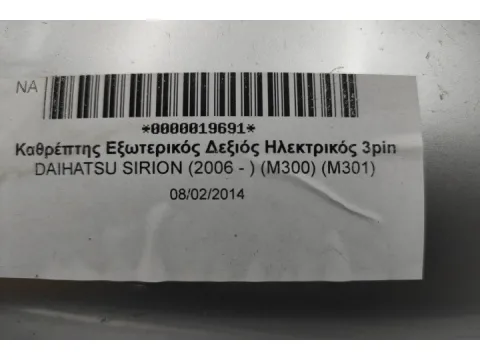 NA
*0000019691*
Καθρέπτης Εξωτερικός Δεξιός Ηλεκτρικός 3pin
DAIHATSU SIRION (2006 - ) (M300) (M301)
08/02/2014